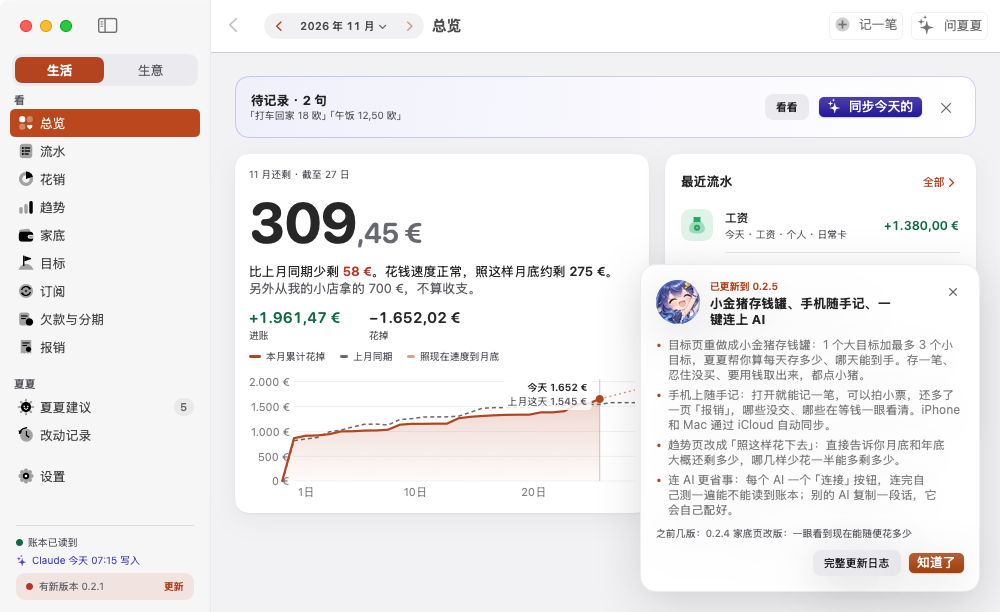 2026 年 11 月
总览
记一笔
问夏夏
生活
生意
看
总览
流水
花销
趋势
家底
目标
订阅
欠款与分期
报销
夏夏
夏夏建议
5
改动记录
设置
账本已读到
Claude 今天 07:15 写入
有新版本 0.2.1
更新
待记录 · 2 句
「打车回家 18 欧」「午饭 12,50 欧」
看看
同步今天的
11 月还剩 · 截至 27 日
309,45 €
比上月同期少剩 58 €。花钱速度正常，照这样月底约剩 275 €。
另外从我的小店拿的 700 €，不算收支。
+1.961,47 €
−1.652,02 €
进账
花掉
本月累计花掉
上月同期
照现在速度到月底
2.000 €
1.500 €
1.000 €
500 €
0 €
今天 1.652 €
上月这天 1.545 €
1日
10日
20日
最近流水
全部
工资
+1.380,00 €
今天 · 工资 · 个人 · 日常卡
已更新到 0.2.5
小金猪存钱罐、手机随手记、一
键连上 AI
• 目标页重做成小金猪存钱罐：1 个大目标加最多 3 个小
目标，夏夏帮你算每天存多少、哪天能到手。存一笔、
忍住没买、要用钱取出来，都点小猪。
• 手机上随手记：打开就能记一笔，可以拍小票，还多了
一页「报销」，哪些没交、哪些在等钱一眼看清。iPhone
和 Mac 通过 iCloud 自动同步。
• 趋势页改成「照这样花下去」：直接告诉你月底和年底
大概还剩多少，哪几样少花一半能多剩多少。
• 连 AI 更省事：每个 AI 一个「连接」按钮，连完自
己测一遍能不能读到账本；别的 AI 复制一段话，它
会自己配好。
之前几版：0.2.4 家底页改版：一眼看到现在能随便花多少
完整更新日志
知道了